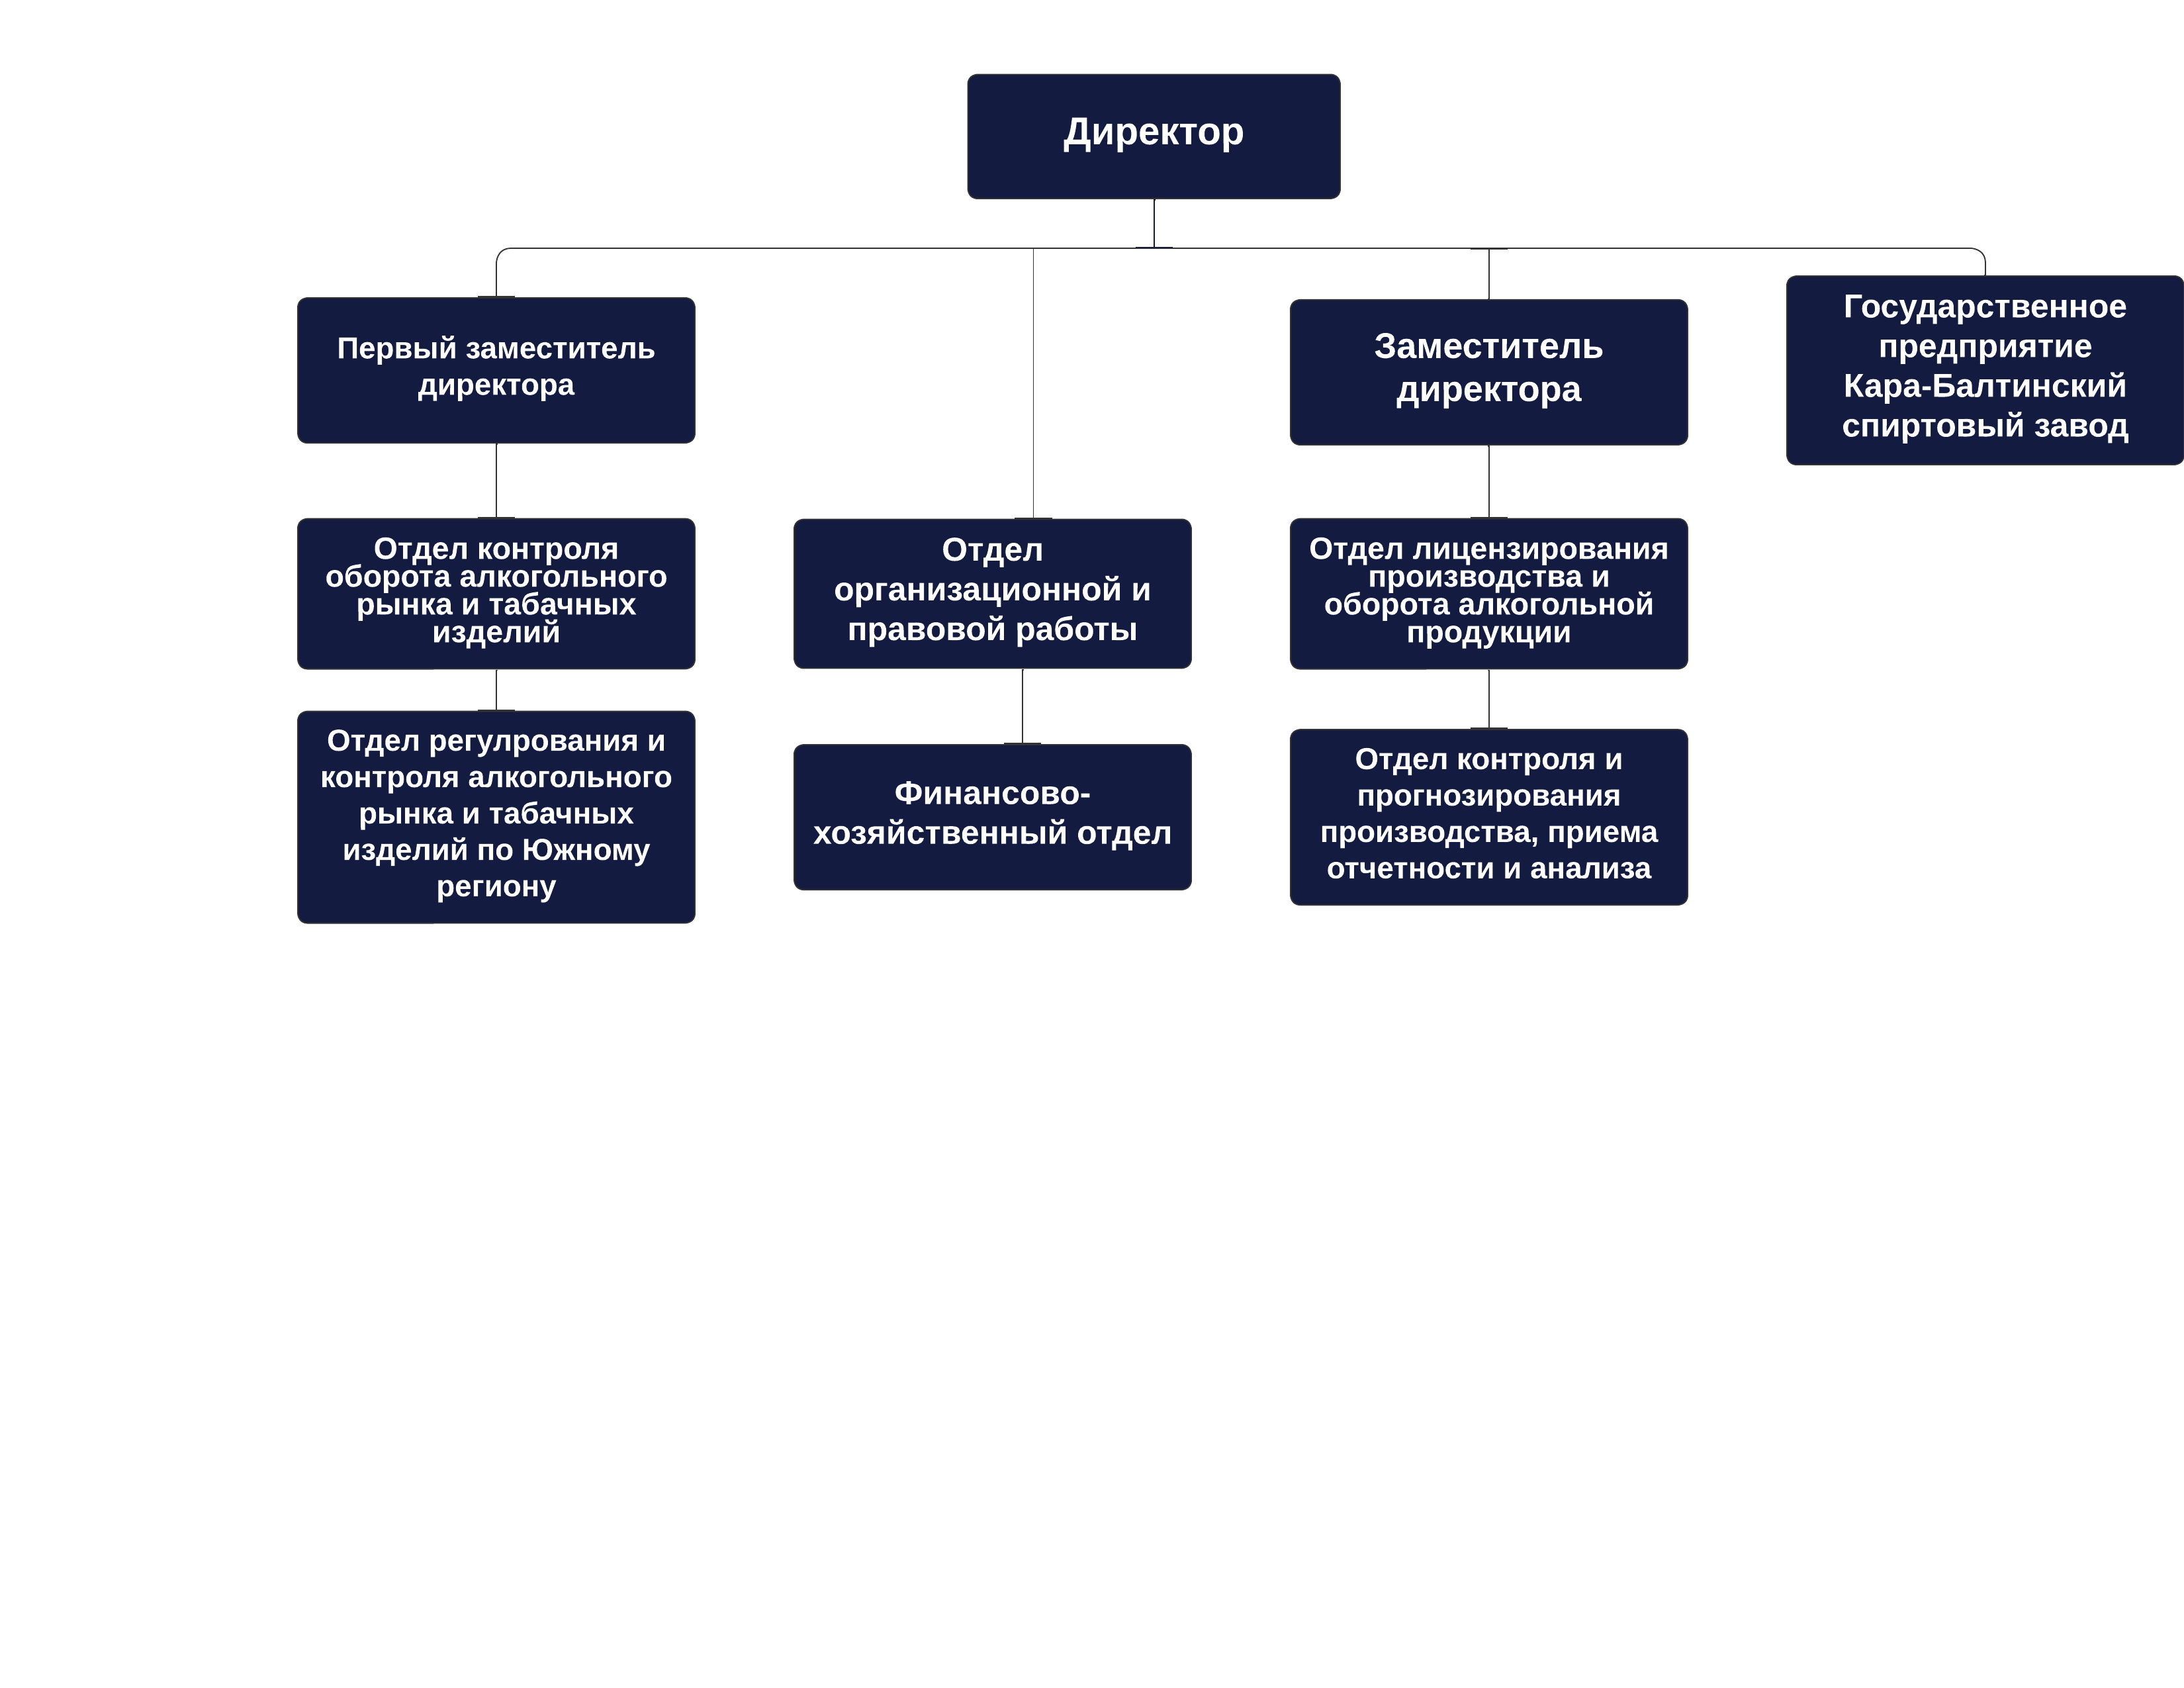 Директор
Первый заместитель
директора
Заместитель
директора
Государственное
предприятие
Кара-Балтинский
спиртовый завод
Отдел контроля
оборота алкогольного
рынка и табачных
изделий
Отдел
организационной и
правовой работы
Отдел лицензирования
производства и
оборота алкогольной
продукции
Отдел регулрования и
контроля алкогольного
рынка и табачных
изделий по Южному
региону
Финансово-
хозяйственный отдел
Отдел контроля и
прогнозирования
производства, приема
отчетности и анализа